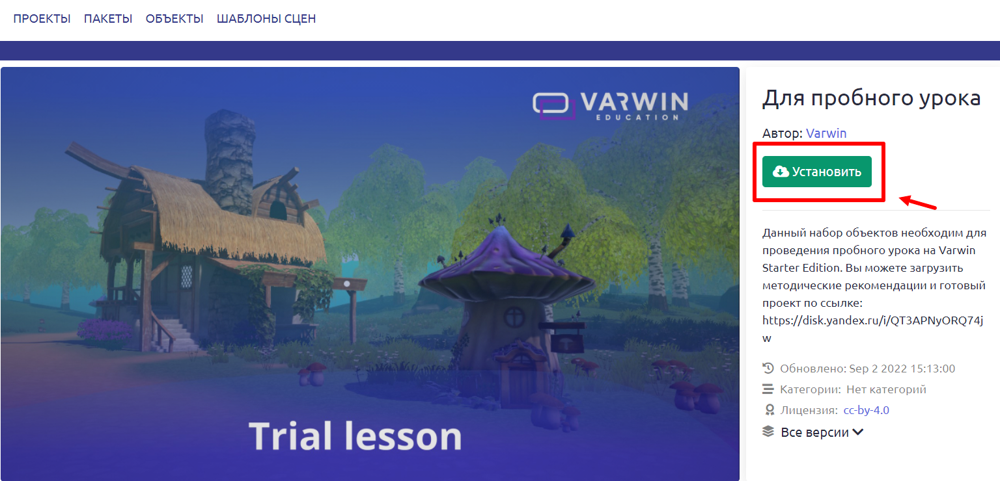 ПРОЕКТЫ ПАКЕТЫ ОБЪЕКТЫ ШАБЛОНЫ СЦЕН
VARWIN
EDUCATION
Trial lesson
Для пробного урока
Автор: Varwin
Установить
Данный набор объектов необходим для
проведения пробного урока на Varwin
Starter Edition. Вы можете загрузить
методические рекомендации и готовый
проект по ссылке:
https://disk.yandex.ru/i/QT3APNyORQ74j
w
Обновлено: Sep 2 2022 15:13:00
Категории: Нет категорий
Лицензия: cc-by-4.0
Все версии